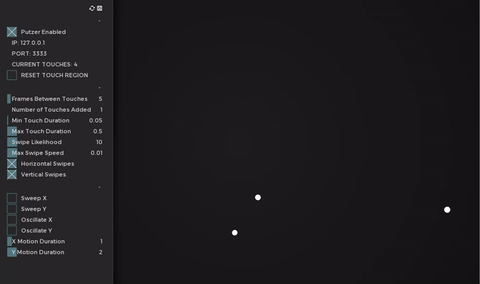 Putzer Enabled
IP: 127.0.0.1
PORT: 3333
CURRENT TOUCHES: 4
RESET TOUCH REGION
Frames Between Touches 5
Number of Touches Added 1
Min Touch Duration 0.05
Max Touch Duration 0.5
Swipe Likelihood 10
Max Swipe Speed 0.01
Horizontal Swipes
Vertical Swipes
Sweep X
Sweep Y
Oscillate X
Oscillate Y
X Motion Duration 1
Y Motion Duration 2